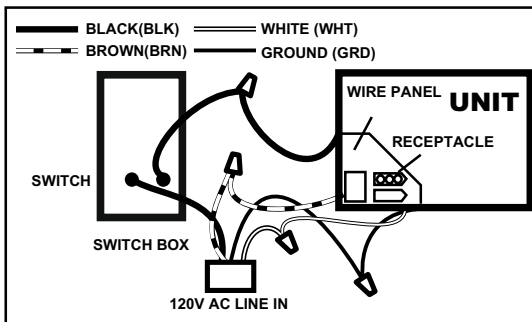 BLACK(BLK) WHITE (WHT)
BROWN(BRN) GROUND (GRD)
WIRE PANEL UNIT
RECEPTACLE
SWITCH
SWITCH BOX
120V AC LINE IN